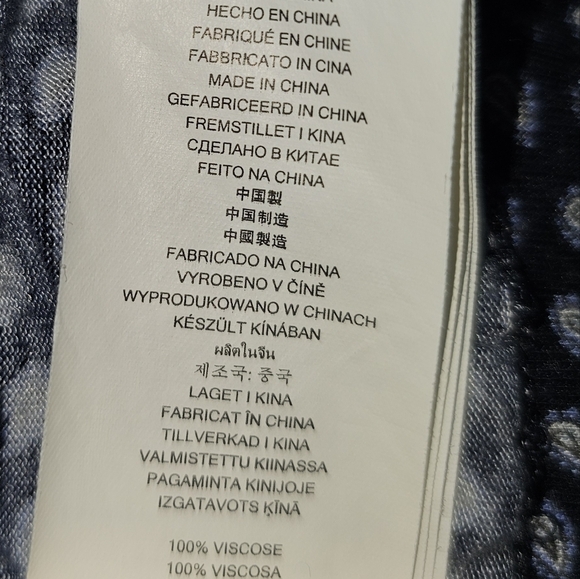 HECHO EN CHINA
FABRIQUÉ EN CHINE
FABBRICATO IN CINA
MADE IN CHINA
GEFABRICEERD IN CHINA
FREMSTILLET I KINA
СДЕЛАНО В КИТАЕ
FEITO NA CHINA
中国製
中国制造
中國製造
FABRICADO NA CHINA
VYROBENO V ČÍNĚ
WYPRODUKOWANO W CHINACH
KÉSZÜLT KÍNÁBAN
ผลิตในจีน
제조국: 중국
LAGET I KINA
FABRICAT ÎN CHINA
TILLVERKAD I KINA
VALMISTETTU KIINASSA
PAGAMINTA KINIJOJE
IZGATAVOTS ĶĪNĀ
100% VISCOSE
100% VISCOSA